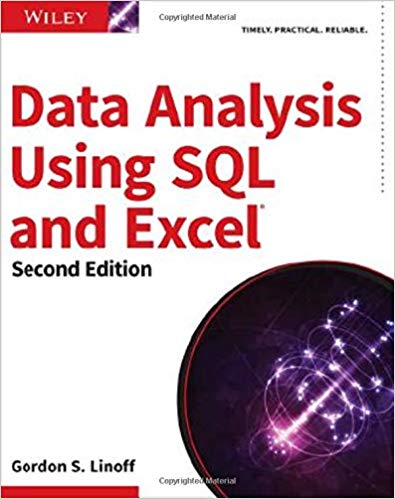 Copyrighted Material
WILEY
TIMELY. PRACTICAL. RELIABLE.
Data Analysis
Using SQL
and Excel®
Second Edition
Gordon S. Linoff
Copyrighted Material